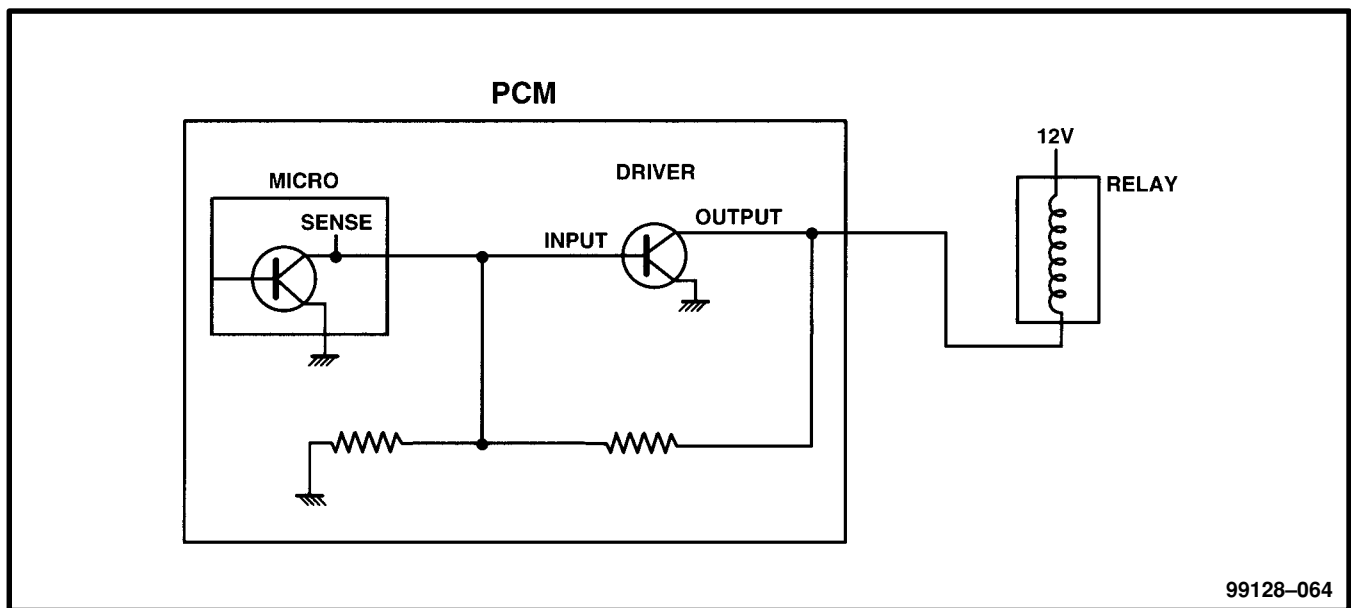 PCM
12V
RELAY
MICRO
DRIVER
SENSE
INPUT
OUTPUT
99128–064